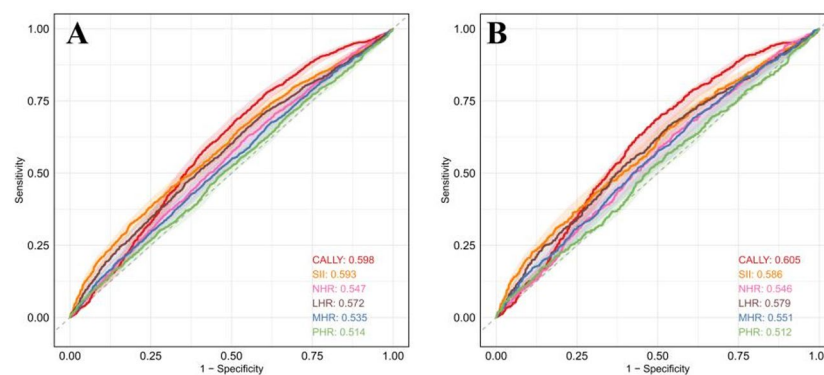 A
1.00
0.75
0.50
0.25
0.00
Sensitivity
CALLY: 0.598
SII: 0.593
NHR: 0.547
LHR: 0.572
MHR: 0.535
PHR: 0.514
0.00 0.25 0.50 0.75 1.00
1 − Specificity
B
1.00
0.75
0.50
0.25
0.00
Sensitivity
CALLY: 0.605
SII: 0.586
NHR: 0.546
LHR: 0.579
MHR: 0.551
PHR: 0.512
0.00 0.25 0.50 0.75 1.00
1 − Specificity